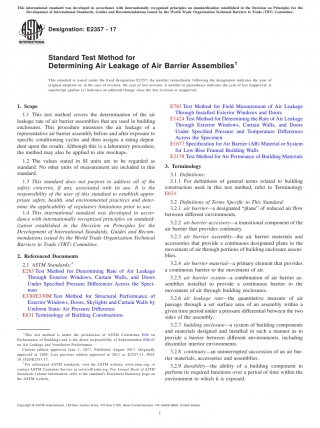 This international standard was developed in accordance with internationally recognized principles on standardization established in the Decision on Principles for the
Development of International Standards, Guides and Recommendations issued by the World Trade Organization Technical Barriers to Trade (TBT) Committee.
Designation: E2357 − 17
Standard Test Method for
Determining Air Leakage of Air Barrier Assemblies1
This standard is issued under the fixed designation E2357; the number immediately following the designation indicates the year of
original adoption or, in the case of revision, the year of last revision. A number in parentheses indicates the year of last reapproval. A
superscript epsilon (ε) indicates an editorial change since the last revision or reapproval.
1. Scope
1.1 This test method covers the determination of the air
leakage rate of air barrier assemblies that are used in building
enclosures. This procedure measures the air leakage of a
representative air barrier assembly before and after exposure to
specific conditioning cycles and then assigns a rating depen-
dent upon the results. Although this is a laboratory procedure,
the method may also be applied to site mockups.
1.2 The values stated in SI units are to be regarded as
standard. No other units of measurement are included in this
standard.
1.3 This standard does not purport to address all of the
safety concerns, if any, associated with its use. It is the
responsibility of the user of this standard to establish appro-
priate safety, health, and environmental practices and deter-
mine the applicability of regulatory limitations prior to use.
1.4 This international standard was developed in accor-
dance with internationally recognized principles on standard-
ization established in the Decision on Principles for the
Development of International Standards, Guides and Recom-
mendations issued by the World Trade Organization Technical
Barriers to Trade (TBT) Committee.
2. Referenced Documents
2.1 ASTM Standards:2
E283 Test Method for Determining Rate of Air Leakage
Through Exterior Windows, Curtain Walls, and Doors
Under Specified Pressure Differences Across the Speci-
men
E330/E330M Test Method for Structural Performance of
Exterior Windows, Doors, Skylights and Curtain Walls by
Uniform Static Air Pressure Difference
E631 Terminology of Building Constructions
1 This test method is under the jurisdiction of ASTM Committee E06 on
Performance of Buildings and is the direct responsibility of Subcommittee E06.41
on Air Leakage and Ventilation Performance.
Current edition approved June 1, 2017. Published August 2017. Originally
approved in 2005. Last previous edition approved in 2011 as E2357-11. DOI:
10.1520/E2357-17.
2 For referenced ASTM standards, visit the ASTM website, www.astm.org, or
contact ASTM Customer Service at service@astm.org. For Annual Book of ASTM
Standards volume information, refer to the standard's Document Summary page on
the ASTM website.
E783 Test Method for Field Measurement of Air Leakage
Through Installed Exterior Windows and Doors
E1424 Test Method for Determining the Rate of Air Leakage
Through Exterior Windows, Curtain Walls, and Doors
Under Specified Pressure and Temperature Differences
Across the Specimen
E1677 Specification for Air Barrier (AB) Material or System
for Low-Rise Framed Building Walls
E2178 Test Method for Air Permeance of Building Materials
3. Terminology
3.1 Definitions:
3.1.1 For definitions of general terms related to building
construction used in this test method, refer to Terminology
E631.
3.2 Definitions of Terms Specific to This Standard:
3.2.1 air barrier—a designated "plane" of reduced air flow
between different environments.
3.2.2 air barrier accessory—a transitional component of the
air barrier that provides continuity.
3.2.3 air barrier assembly—the air barrier materials and
accessories that provide a continuous designated plane to the
movement of air through portions of building enclosure assem-
blies.
3.2.4 air barrier material—a primary element that provides
a continuous barrier to the movement of air.
3.2.5 air barrier system—a combination of air barrier as-
semblies installed to provide a continuous barrier to the
movement of air through building enclosures.
3.2.6 air leakage rate—the quantitative measure of air
passage through a set surface area of an assembly within a
given time period under a pressure differential between the two
sides of the assembly.
3.2.7 building enclosure—a system of building components
and materials designed and installed in such a manner as to
provide a barrier between different environments, including
dissimilar interior environments.
3.2.8 continuity—an uninterrupted succession of an air bar-
rier materials, accessories and assemblies.
3.2.9 durability—the ability of a building component to
perform its required functions over a period of time within the
environment to which it is exposed.
Copyright © ASTM International, 100 Barr Harbor Drive, PO Box C700, West Conshohocken, PA 19428-2959. United States
1